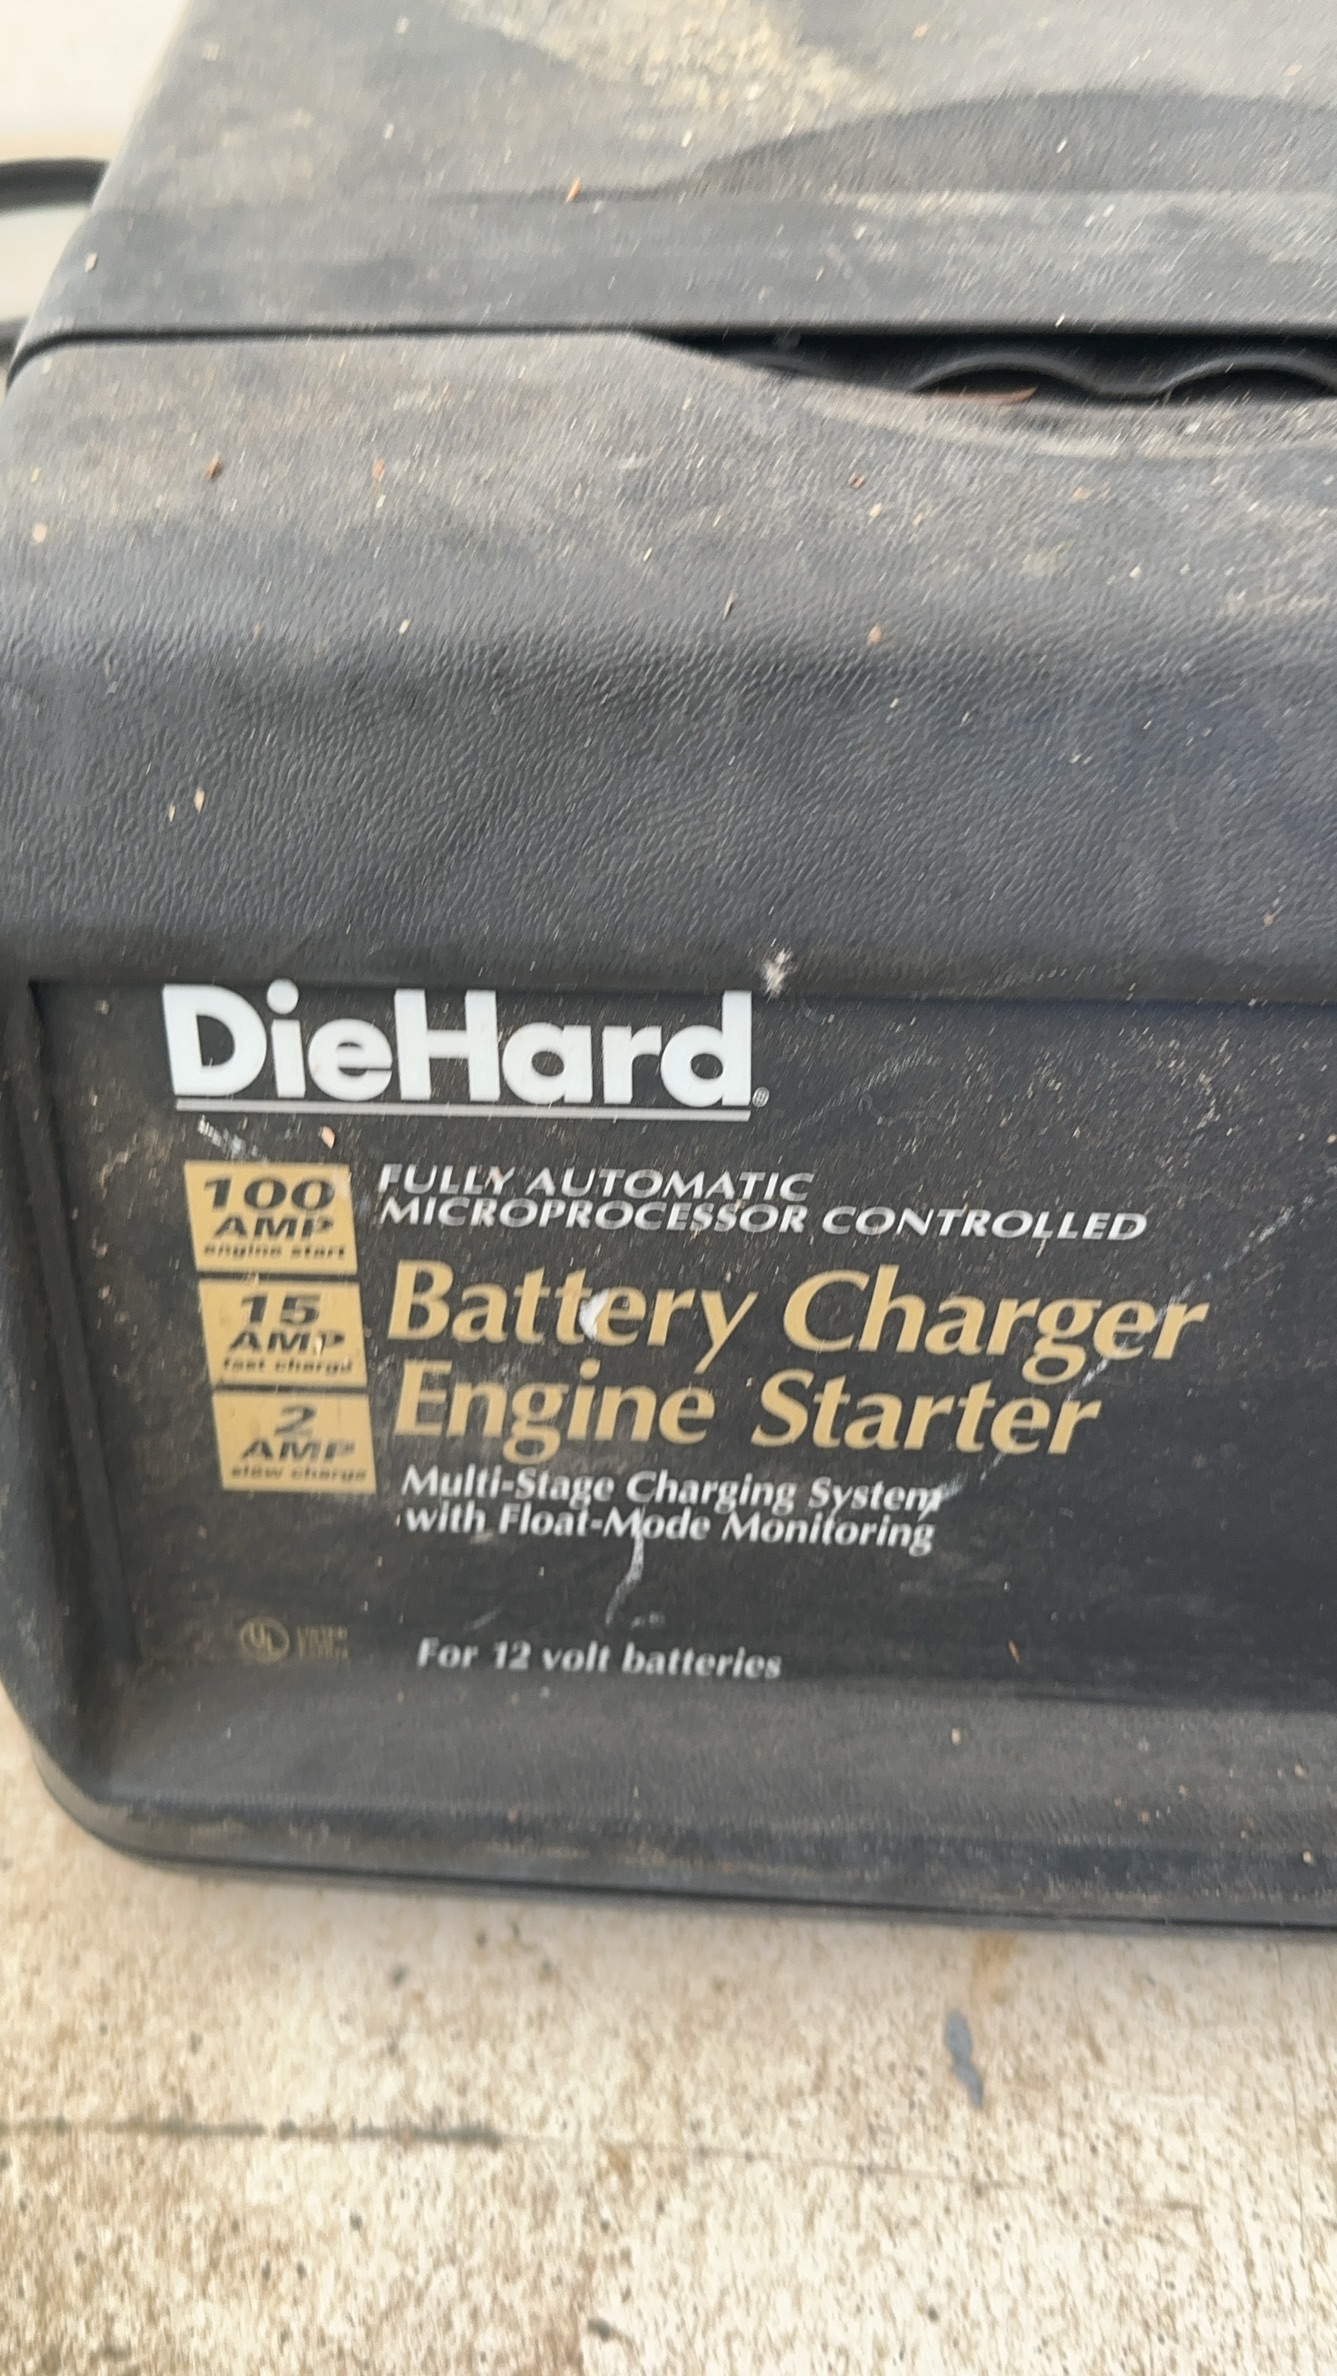 DieHard®
100
AMP
engine start
15
AMP
fast charge
2
AMP
slow charge
FULLY AUTOMATIC
MICROPROCESSOR CONTROLLED
Battery Charger
Engine Starter
Multi-Stage Charging System
with Float-Mode Monitoring
UL
For 12 volt batteries